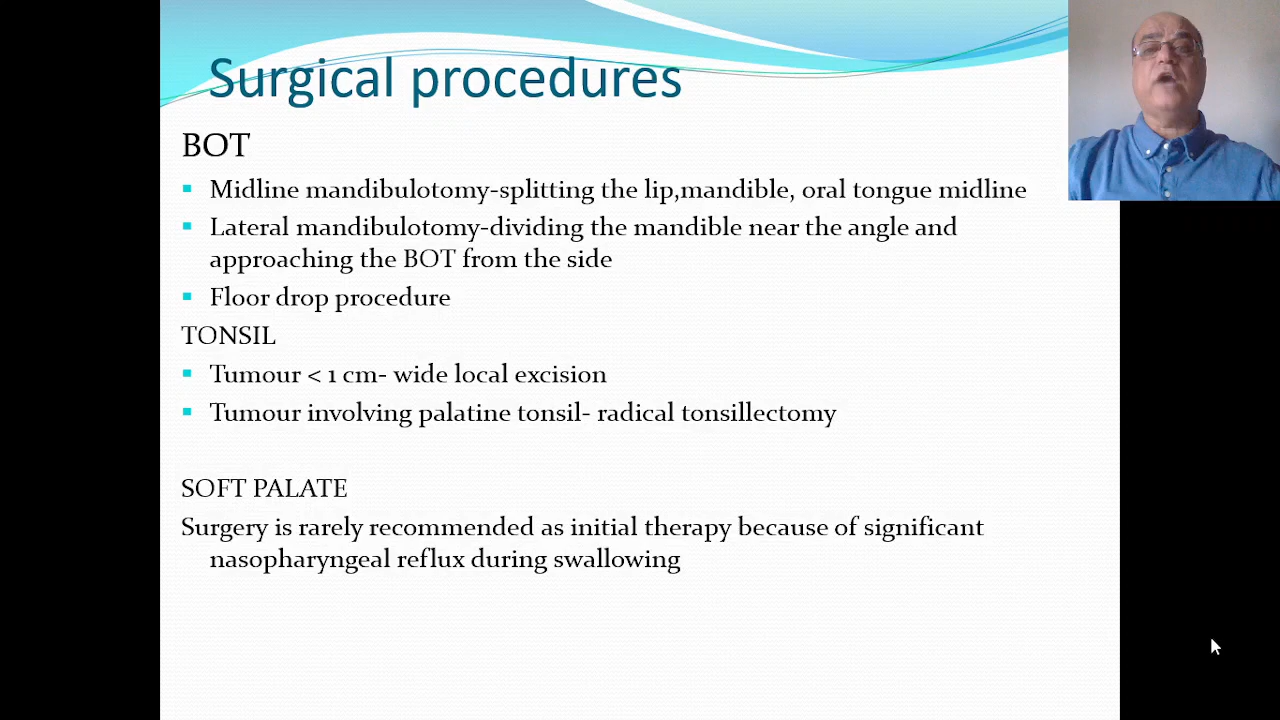 Surgical procedures
BOT
Midline mandibulotomy-splitting the lip,mandible, oral tongue midline
Lateral mandibulotomy-dividing the mandible near the angle and
approaching the BOT from the side
Floor drop procedure
TONSIL
Tumour < 1 cm- wide local excision
Tumour involving palatine tonsil- radical tonsillectomy
SOFT PALATE
Surgery is rarely recommended as initial therapy because of significant
nasopharyngeal reflux during swallowing